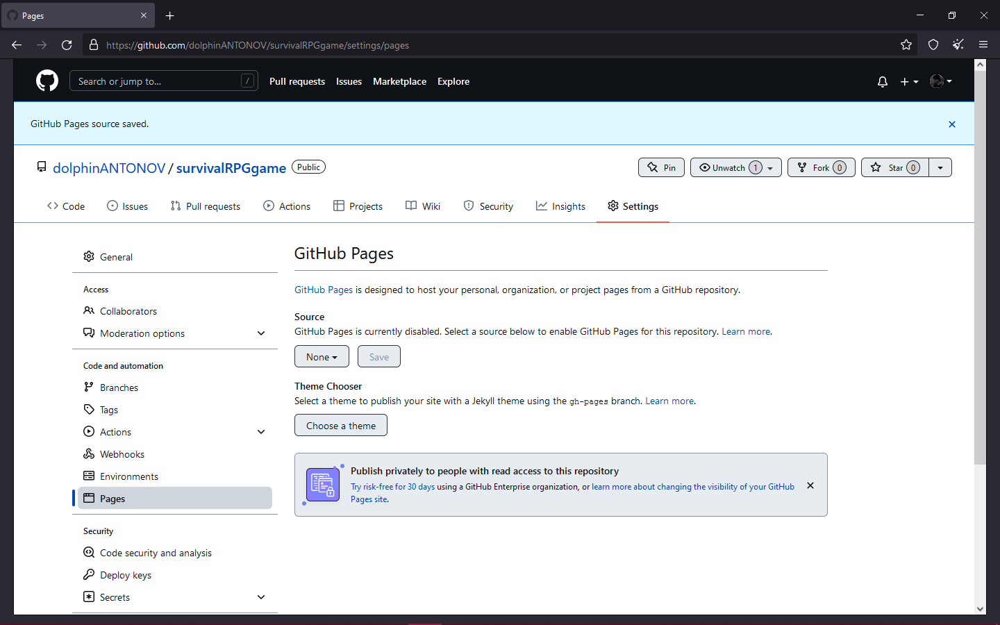 Pages
https://github.com/dolphinANTONOV/survivalRPGgame/settings/pages
Search or jump to... /
Pull requests
Issues
Marketplace
Explore
GitHub Pages source saved.
dolphinANTONOV / survivalRPGgame Public
Pin
Unwatch 1
Fork 0
Star 0
Code
Issues
Pull requests
Actions
Projects
Wiki
Security
Insights
Settings
General
Access
Collaborators
Moderation options
Code and automation
Branches
Tags
Actions
Webhooks
Environments
Pages
Security
Code security and analysis
Deploy keys
Secrets
GitHub Pages
GitHub Pages is designed to host your personal, organization, or project pages from a GitHub repository.
Source
GitHub Pages is currently disabled. Select a source below to enable GitHub Pages for this repository. Learn more.
None
Save
Theme Chooser
Select a theme to publish your site with a Jekyll theme using the gh-pages branch. Learn more.
Choose a theme
Publish privately to people with read access to this repository
Try risk-free for 30 days using a GitHub Enterprise organization, or learn more about changing the visibility of your GitHub
Pages site.